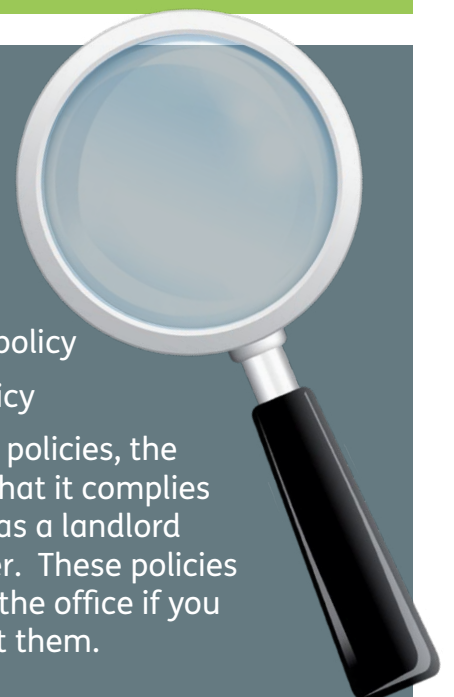 policy
icy
policies, the
hat it complies
as a landlord
er.  These policies
the office if you
t them.